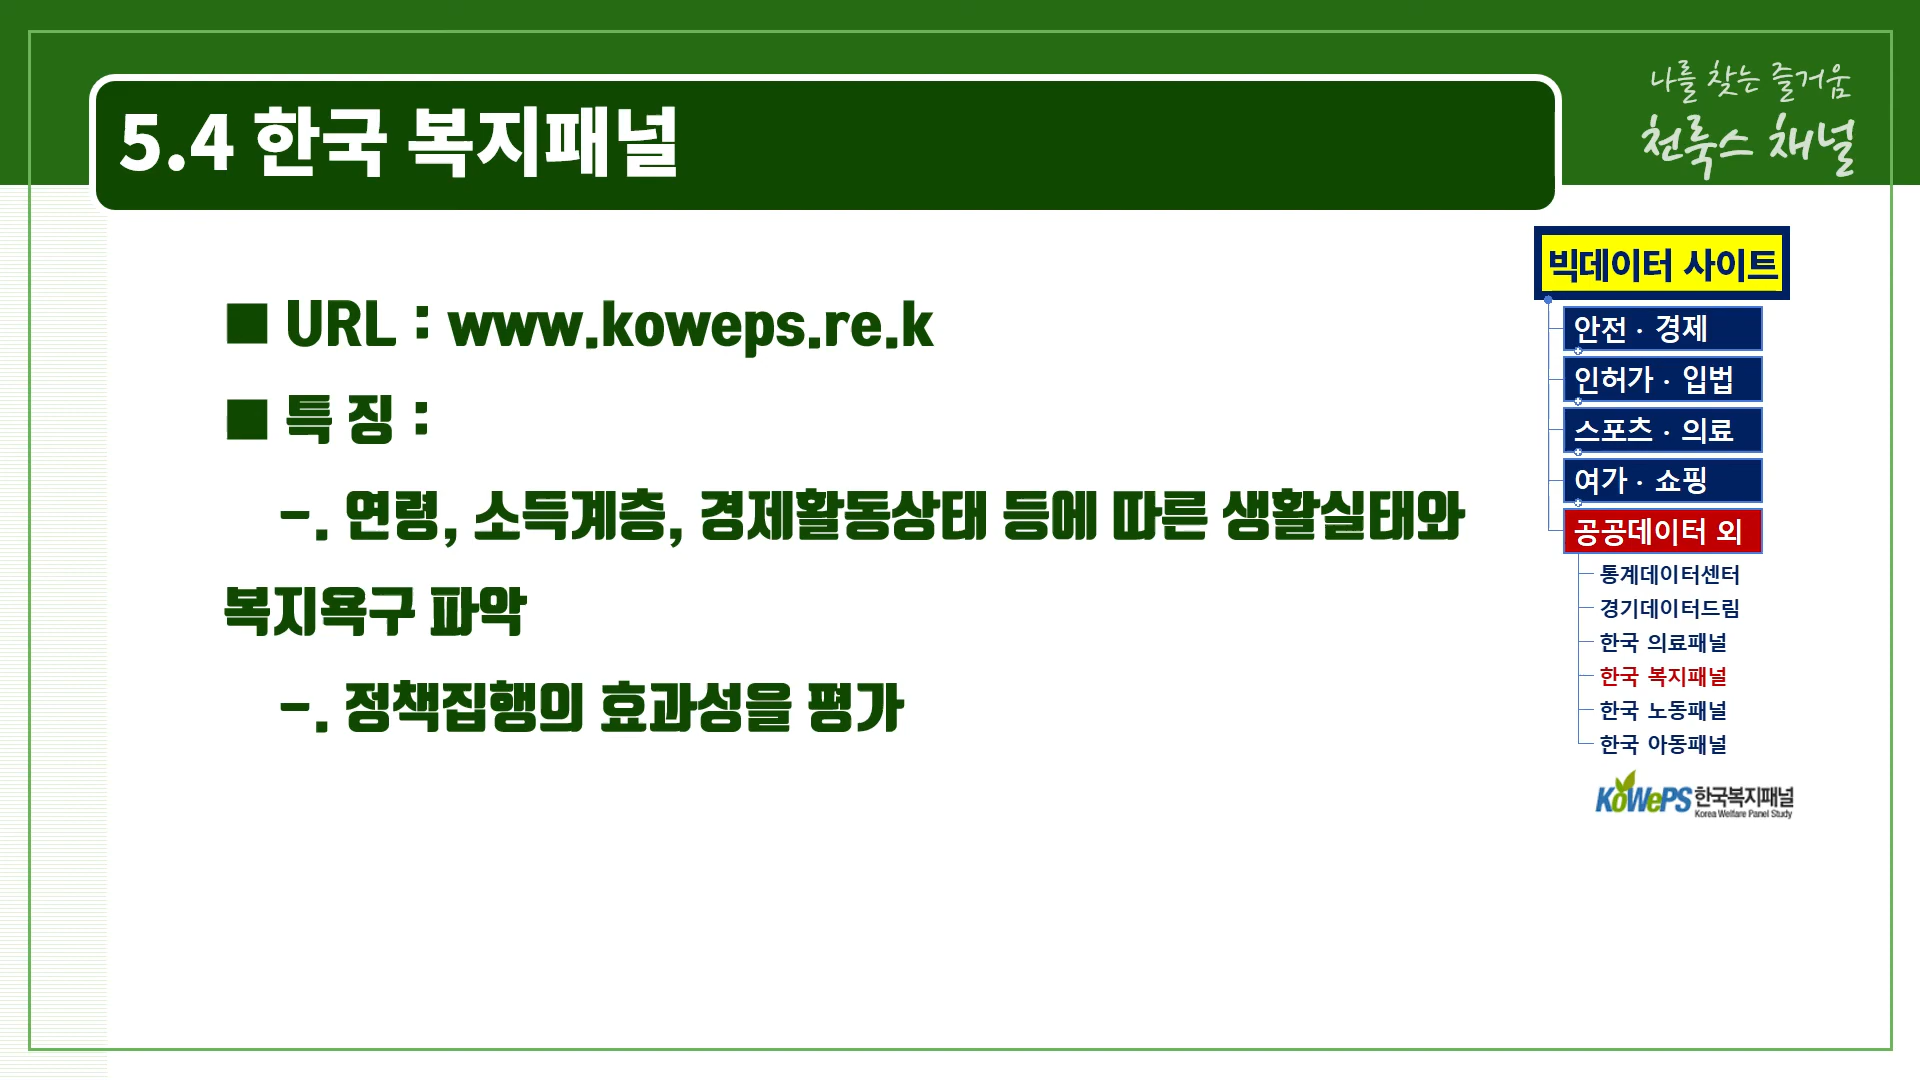 나를 찾는 즐거움
천룩스 채널
5.4 한국 복지패널
■ URL : www.koweps.re.k
■ 특 징 :
-. 연령, 소득계층, 경제활동상태 등에 따른 생활실태와
복지욕구 파악
-. 정책집행의 효과성을 평가
빅데이터 사이트
안전 · 경제
인허가 · 입법
스포츠 · 의료
여가 · 쇼핑
공공데이터 외
통계데이터센터
경기데이터드림
한국 의료패널
한국 복지패널
한국 노동패널
한국 아동패널
KoWePS 한국복지패널
Korea Welfare Panel Study